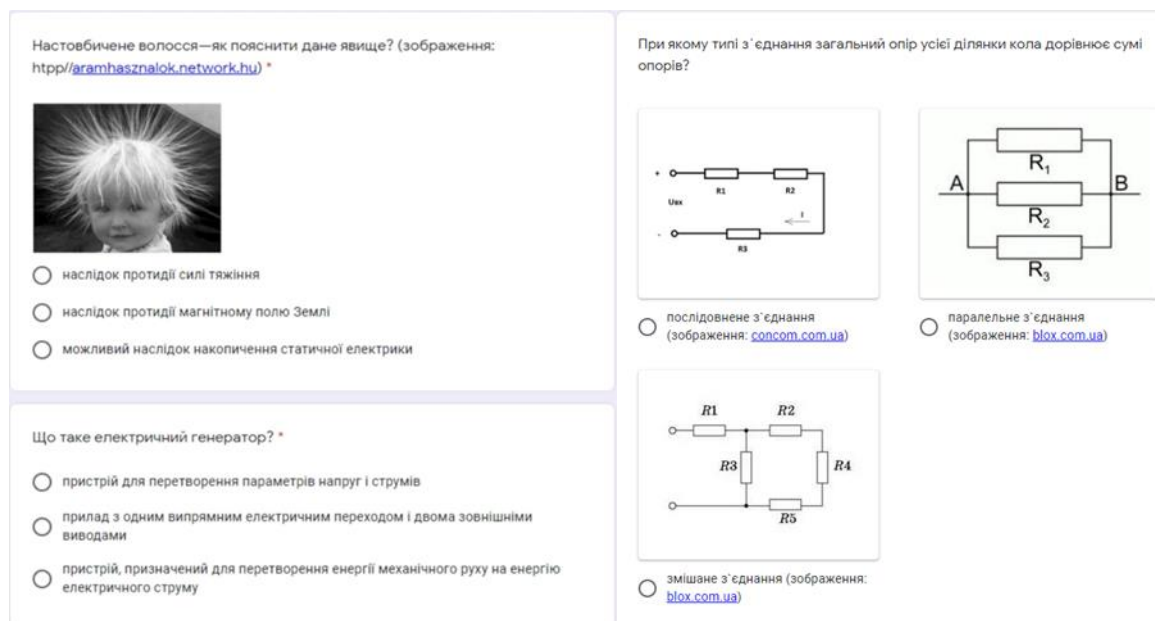 Настовбичене волосся—як пояснити дане явище? (зображення:
htpp//aramhasznalok.network.hu) *
наслідок протидії силі тяжіння
наслідок протидії магнітному полю Землі
можливий наслідок накопичення статичної електрики
Що таке електричний генератор? *
пристрій для перетворення параметрів напруг і струмів
прилад з одним випрямним електричним переходом і двома зовнішніми
виводами
пристрій, призначений для перетворення енергії механічного руху на енергію
електричного струму
При якому типі з`єднання загальний опір усієї ділянки кола дорівнює сумі
опорів?
+
R1
R2
Uвх
I
-
R3
послідовнене з`єднання
(зображення: concom.com.ua)
R1
A
B
R2
R3
паралельне з`єднання
(зображення: blox.com.ua)
R1
R2
R3
R4
R5
змішане з`єднання (зображення:
blox.com.ua)